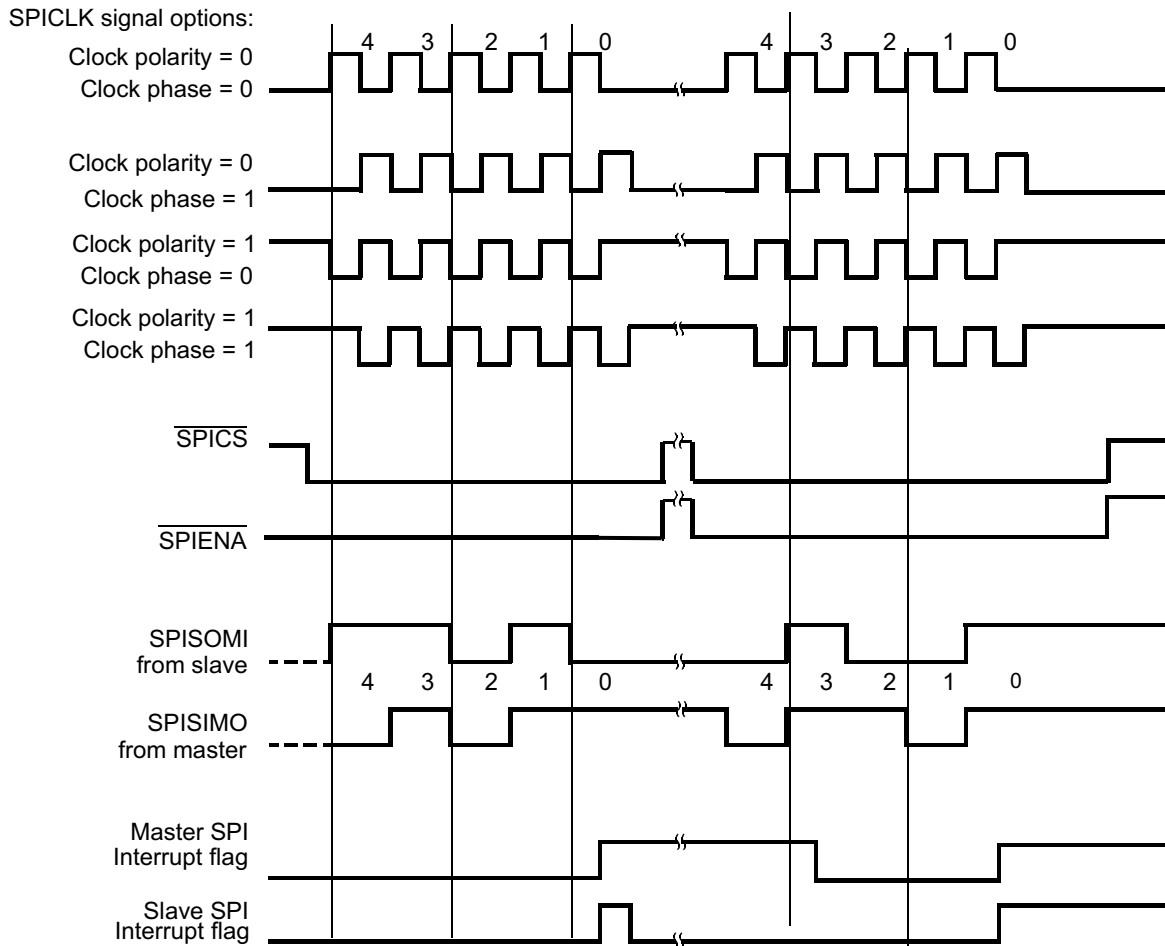 SPICLK signal options:
4 3 2 1 0 4 3 2 1 0
Clock polarity = 0
Clock phase = 0
Clock polarity = 0
Clock phase = 1
Clock polarity = 1
Clock phase = 0
Clock polarity = 1
Clock phase = 1
SPICS
SPIENA
SPISOMI
from slave
4 3 2 1 0 4 3 2 1 0
SPISIMO
from master
Master SPI
Interrupt flag
Slave SPI
Interrupt flag